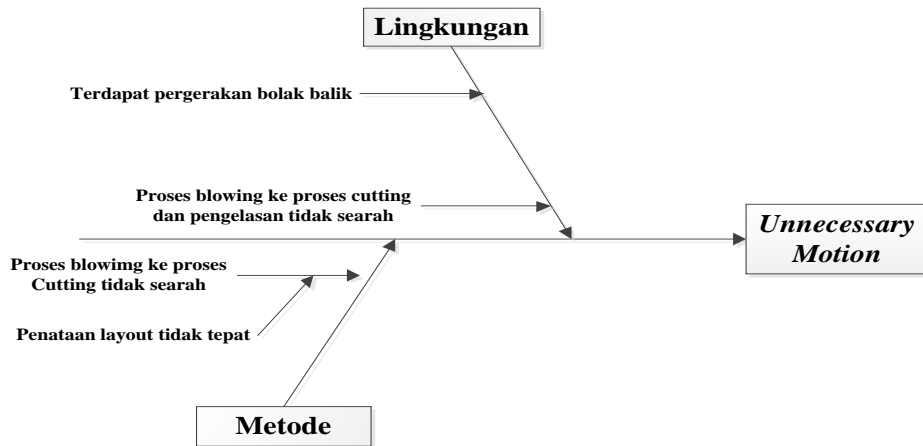 Lingkungan
Terdapat pergerakan bolak balik
Proses blowing ke proses cutting
dan pengelasan tidak searah
Unnecessary
Motion
Proses blowimg ke proses
Cutting tidak searah
Penataan layout tidak tepat
Metode